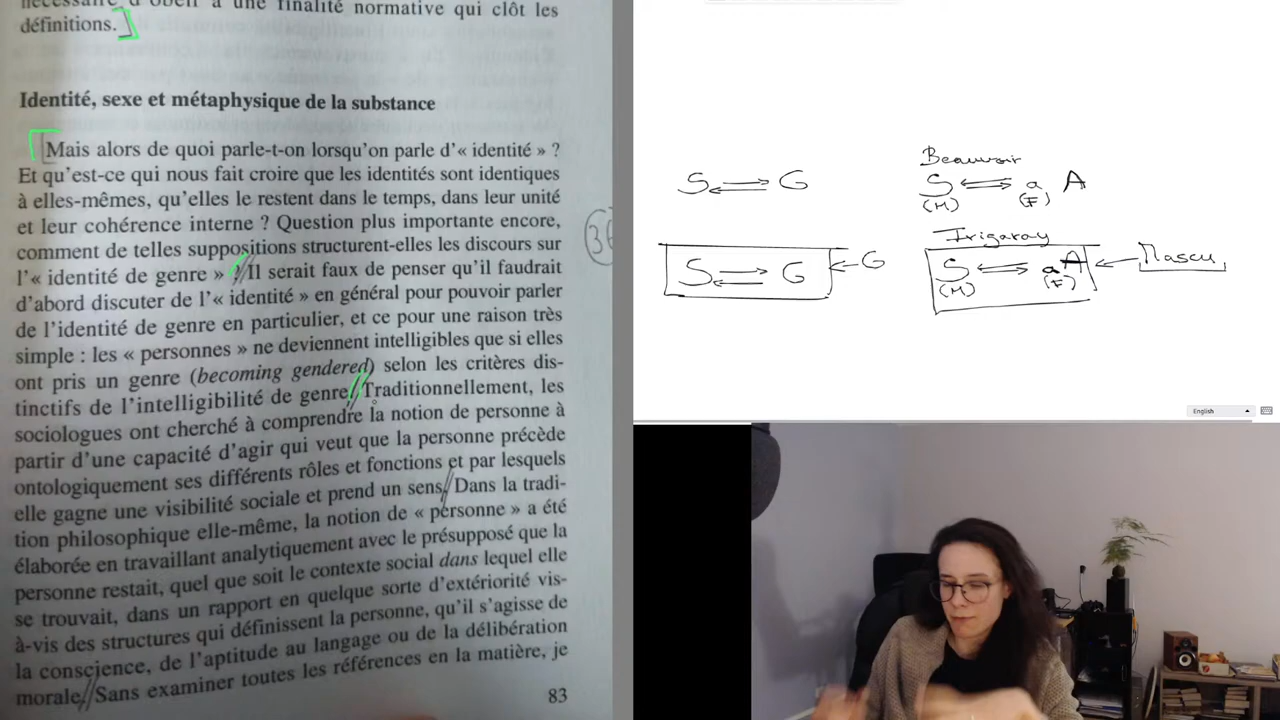 nécessaire d'obéir à une finalité normative qui clôt les
définitions.
Identité, sexe et métaphysique de la substance
Mais alors de quoi parle-t-on lorsqu'on parle d'« identité » ?
Et qu'est-ce qui nous fait croire que les identités sont identiques
à elles-mêmes, qu'elles le restent dans le temps, dans leur unité
et leur cohérence interne ? Question plus importante encore,
comment de telles suppositions structurent-elles les discours sur
l'« identité de genre » ? Il serait faux de penser qu'il faudrait
d'abord discuter de l'« identité » en général pour pouvoir parler
de l'identité de genre en particulier, et ce pour une raison très
simple : les « personnes » ne deviennent intelligibles que si elles
ont pris un genre (becoming gendered) selon les critères dis-
tinctifs de l'intelligibilité de genre. Traditionnellement, les
sociologues ont cherché à comprendre la notion de personne à
partir d'une capacité d'agir qui veut que la personne précède
ontologiquement ses différents rôles et fonctions et par lesquels
elle gagne une visibilité sociale et prend un sens. Dans la tradi-
tion philosophique elle-même, la notion de « personne » a été
élaborée en travaillant analytiquement avec le présupposé que la
personne restait, quel que soit le contexte social dans lequel elle
se trouvait, dans un rapport en quelque sorte d'extériorité vis-
à-vis des structures qui définissent la personne, qu'il s'agisse de
la conscience, de l'aptitude au langage ou de la délibération
morale. Sans examiner toutes les références en la matière, je
83
S ⇄ G
S ⇄ G ← G
Beauvoir
S ⇄ a A
(M) (F)
Irigaray
S ⇄ a A ← Mascu
(M) (F)
English